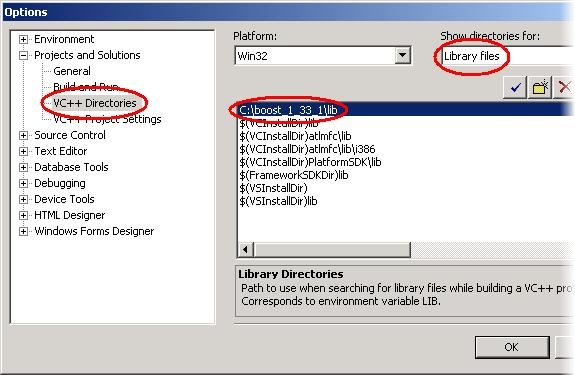 Options
Environment
Projects and Solutions
General
Build and Run
VC++ Directories
VC++ Project Settings
Source Control
Text Editor
Database Tools
Debugging
Device Tools
HTML Designer
Windows Forms Designer
Platform:
Win32
Show directories for:
Library files
C:\boost_1_33_1\lib
$(VCInstallDir)lib
$(VCInstallDir)atlmfc\lib
$(VCInstallDir)atlmfc\lib\i386
$(VCInstallDir)PlatformSDK\lib
$(FrameworkSDKDir)lib
$(VSInstallDir)
$(VSInstallDir)lib
Library Directories
Path to use when searching for library files while building a VC++ pro
Corresponds to environment variable LIB.
OK